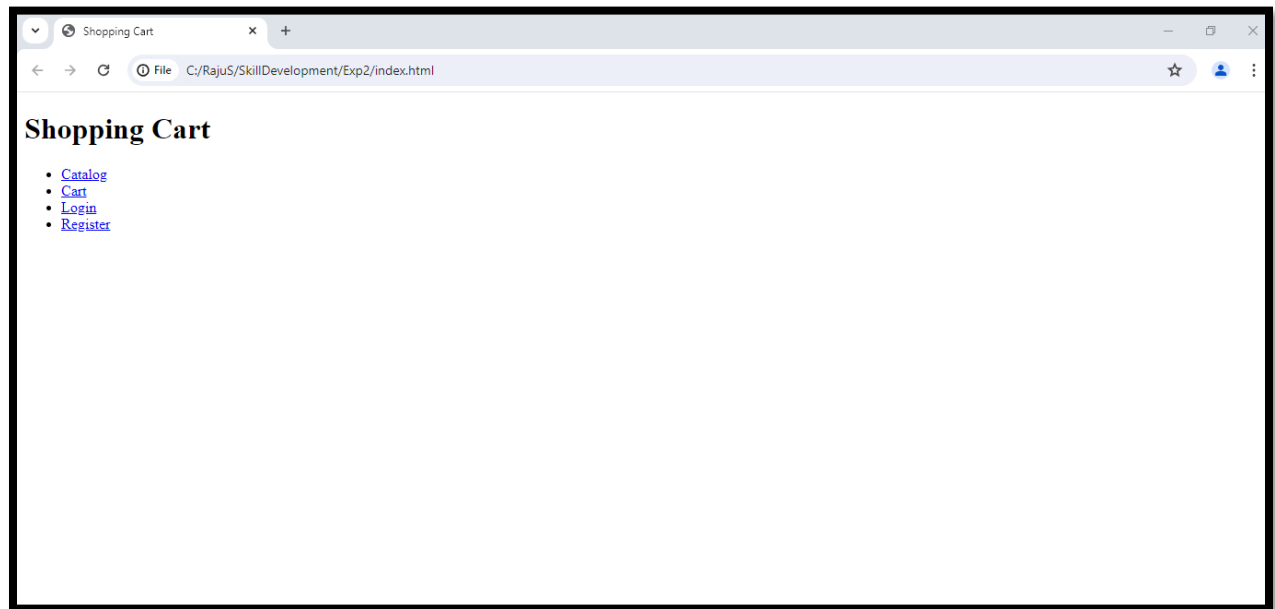 Shopping Cart
File C:/RajuS/SkillDevelopment/Exp2/index.html
Shopping Cart
Catalog
Cart
Login
Register